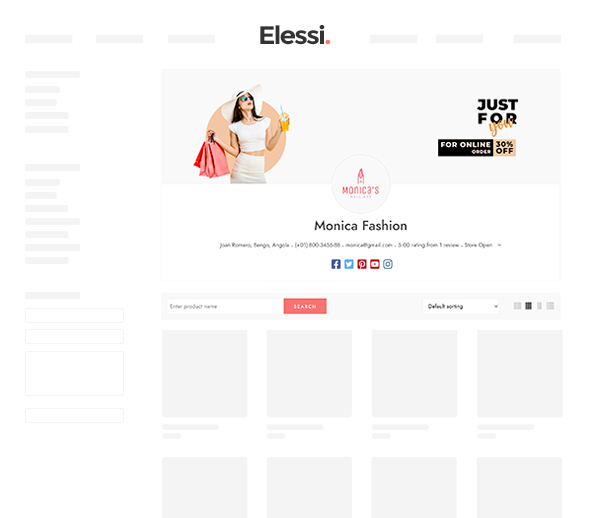 Elessi.
JUST
FOR
you
FOR ONLINE
ORDER
30%
OFF
MONICA'S
Monica Fashion
Joan Romero, Bengo, Angola - (+01) 800-3456-88 - monica@gmail.com - 5.00 rating from 1 review - Store Open
Enter product name
SEARCH
Default sorting